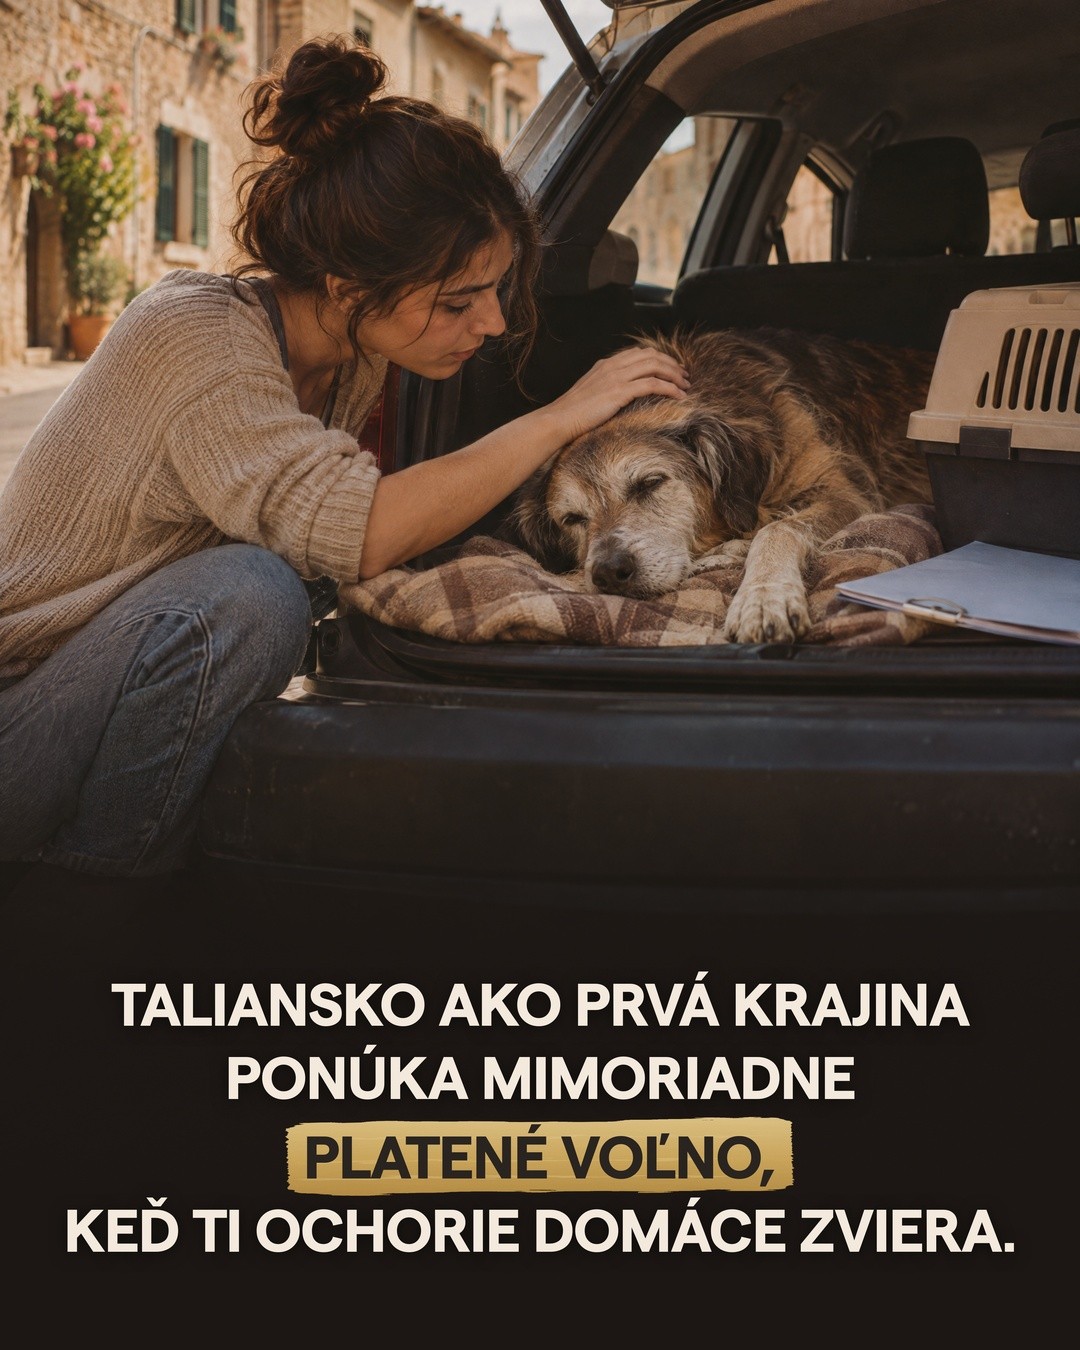 TALIANSKO AKO PRVÁ KRAJINA
PONÚKA MIMORIADNE
PLATENÉ VOĽNO,
KEĎ TI OCHORIE DOMÁCE ZVIERA.